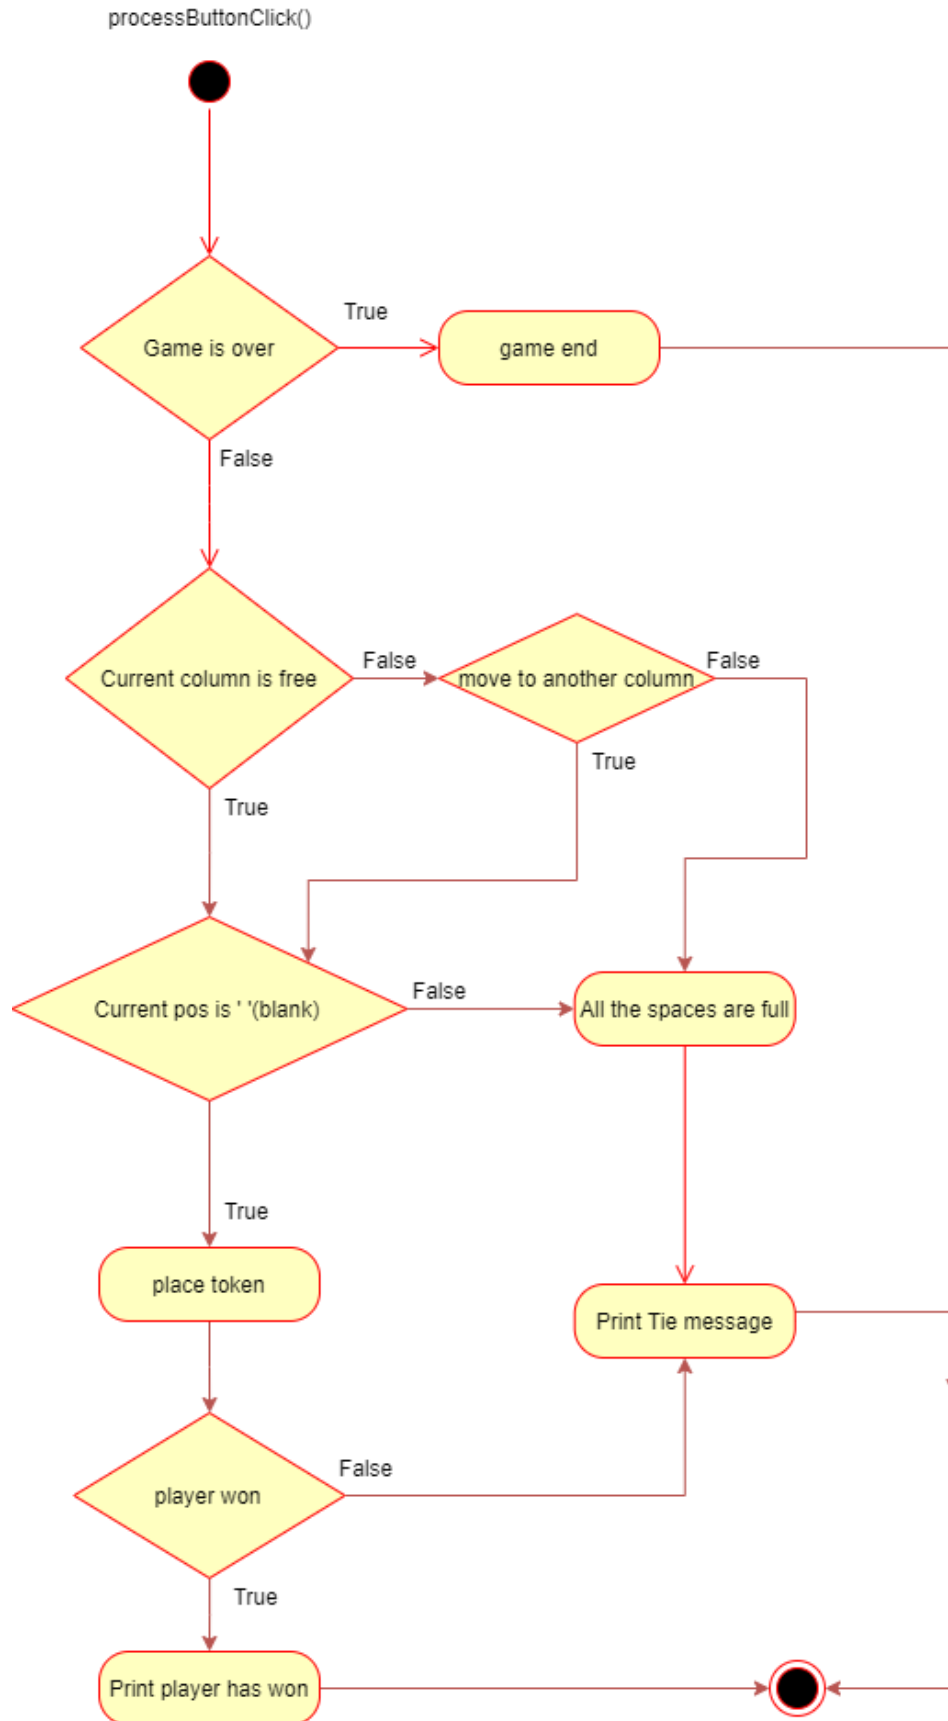 processButtonClick()
True
Game is over
game end
False
False
False
Current column is free
move to another column
True
True
False
Current pos is ' '(blank)
All the spaces are full
True
place token
Print Tie message
False
player won
True
Print player has won